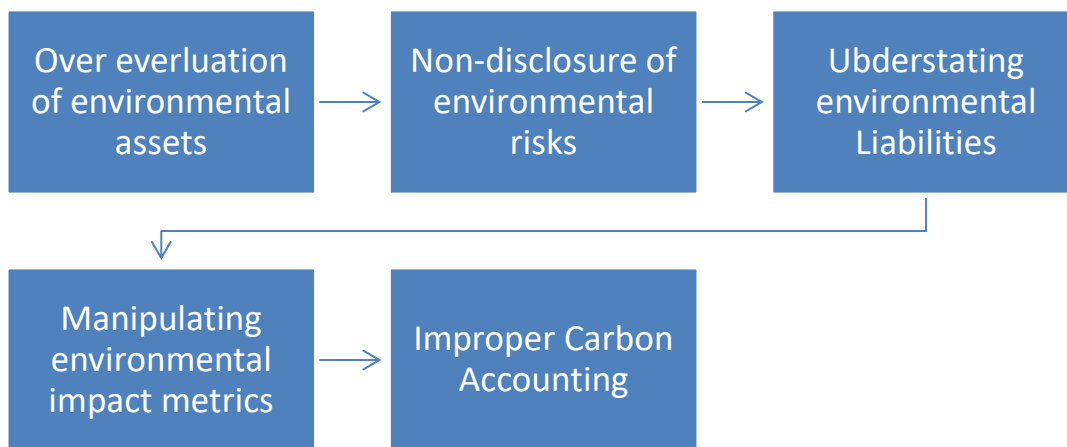 Over everluation
of environmental
assets
Non-disclosure of
environmental
risks
Ubderstating
environmental
Liabilities
Manipulating
environmental
impact metrics
Improper Carbon
Accounting